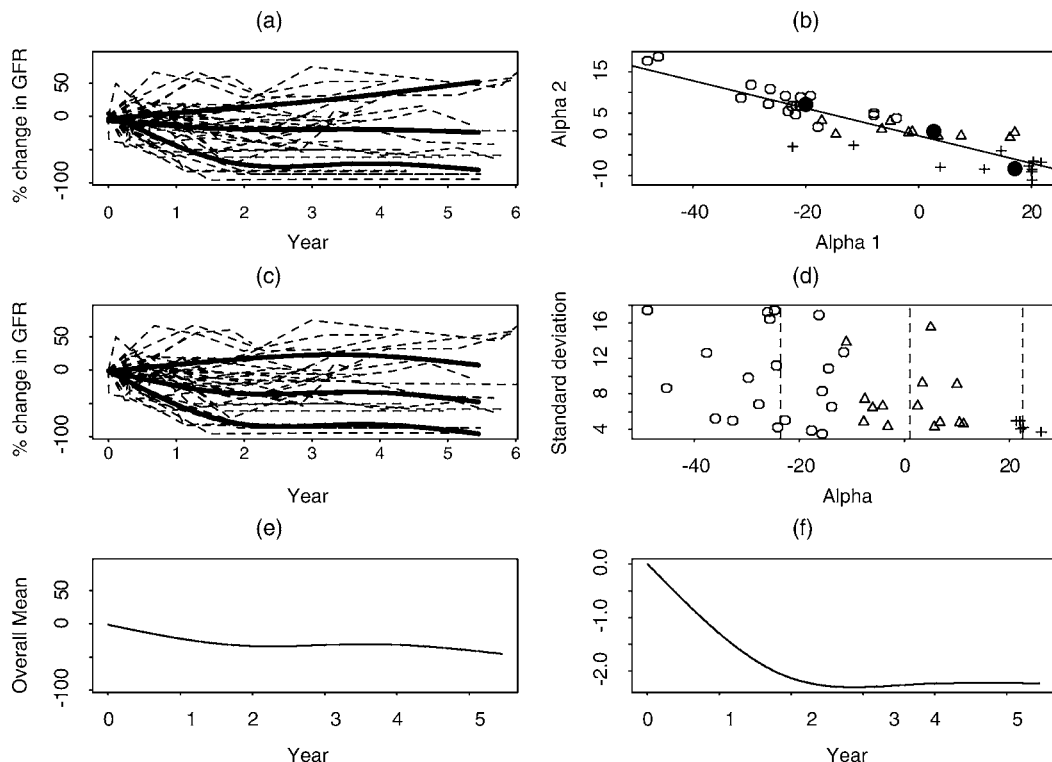 (a)
% change in GFR
50
0
-100
0 1 2 3 4 5 6
Year
(b)
Alpha 2
15
5
0
-10
-40 -20 0 20
Alpha 1
(c)
% change in GFR
50
0
-100
0 1 2 3 4 5 6
Year
(d)
Standard deviation
16
12
8
4
-40 -20 0 20
Alpha
(e)
Overall Mean
50
0
-100
0 1 2 3 4 5
Year
(f)
0.0
-1.0
-2.0
0 1 2 3 4 5
Year